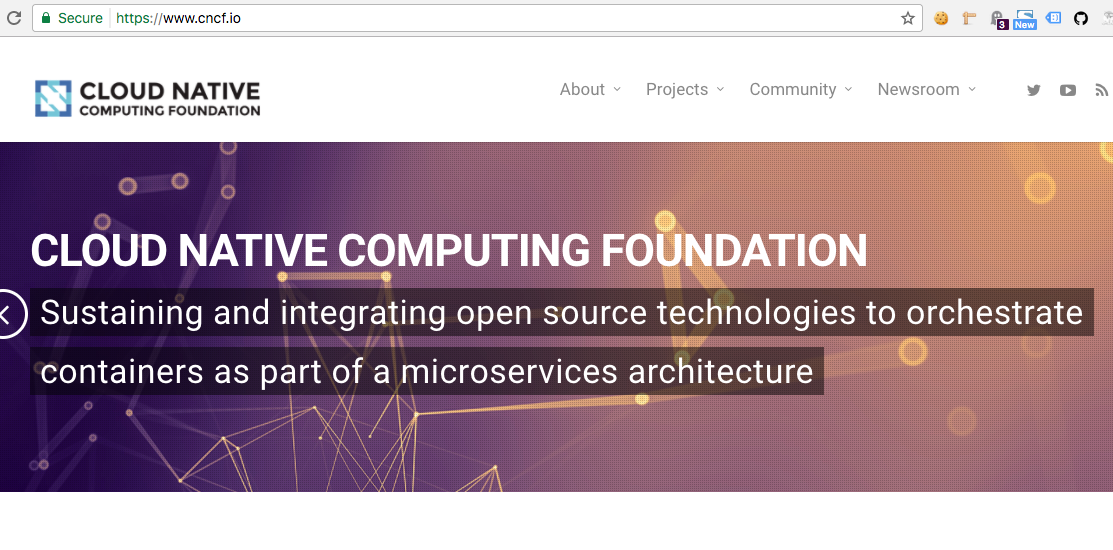 Secure https://www.cncf.io
3
New
CLOUD NATIVE
COMPUTING FOUNDATION
About Projects Community Newsroom
CLOUD NATIVE COMPUTING FOUNDATION
Sustaining and integrating open source technologies to orchestrate
containers as part of a microservices architecture